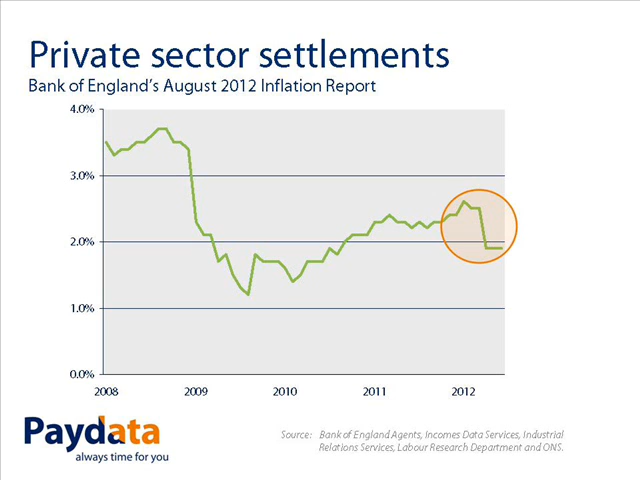 Private sector settlements
Bank of England's August 2012 Inflation Report
4.0%
3.0%
2.0%
1.0%
0.0%
2008 2009 2010 2011 2012
Paydata
always time for you
Source: Bank of England Agents, Incomes Data Services, Industrial
Relations Services, Labour Research Department and ONS.